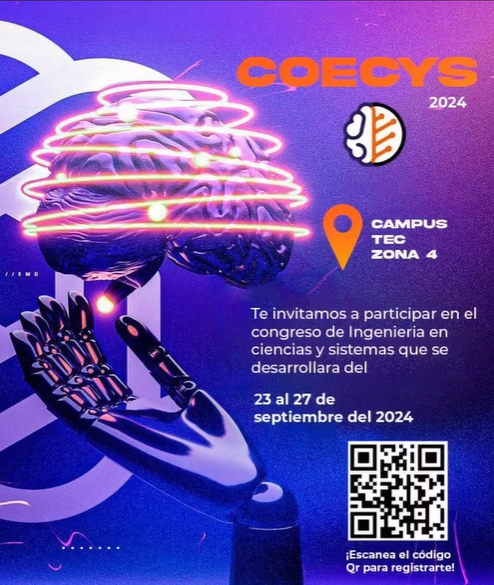 COECYS
2024
CAMPUS
TEC
ZONA 4
//EMD
Te invitamos a participar en el
congreso de Ingenieria en
ciencias y sistemas que se
desarrollara del
23 al 27 de
septiembre del 2024
¡Escanea el código
Qr para registrarte!